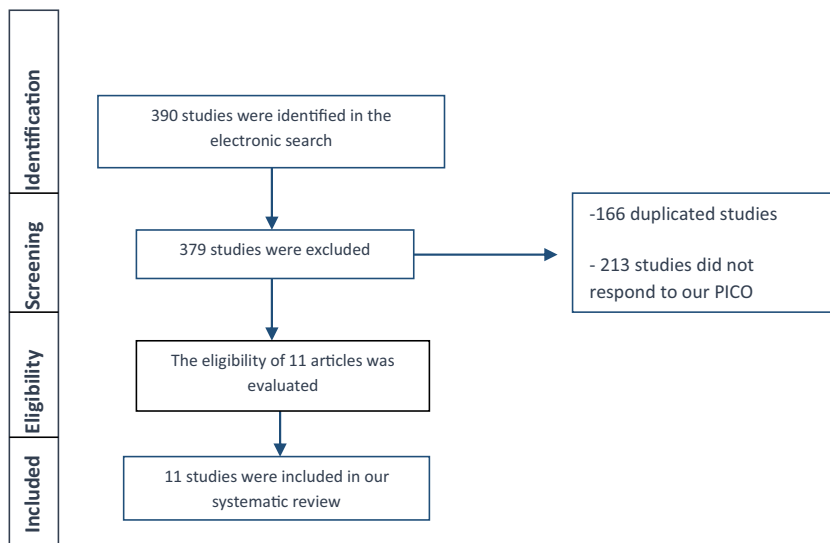 Identification
390 studies were identified in the
electronic search
Screening
379 studies were excluded
-166 duplicated studies
- 213 studies did not
respond to our PICO
Eligibility
The eligibility of 11 articles was
evaluated
Included
11 studies were included in our
systematic review